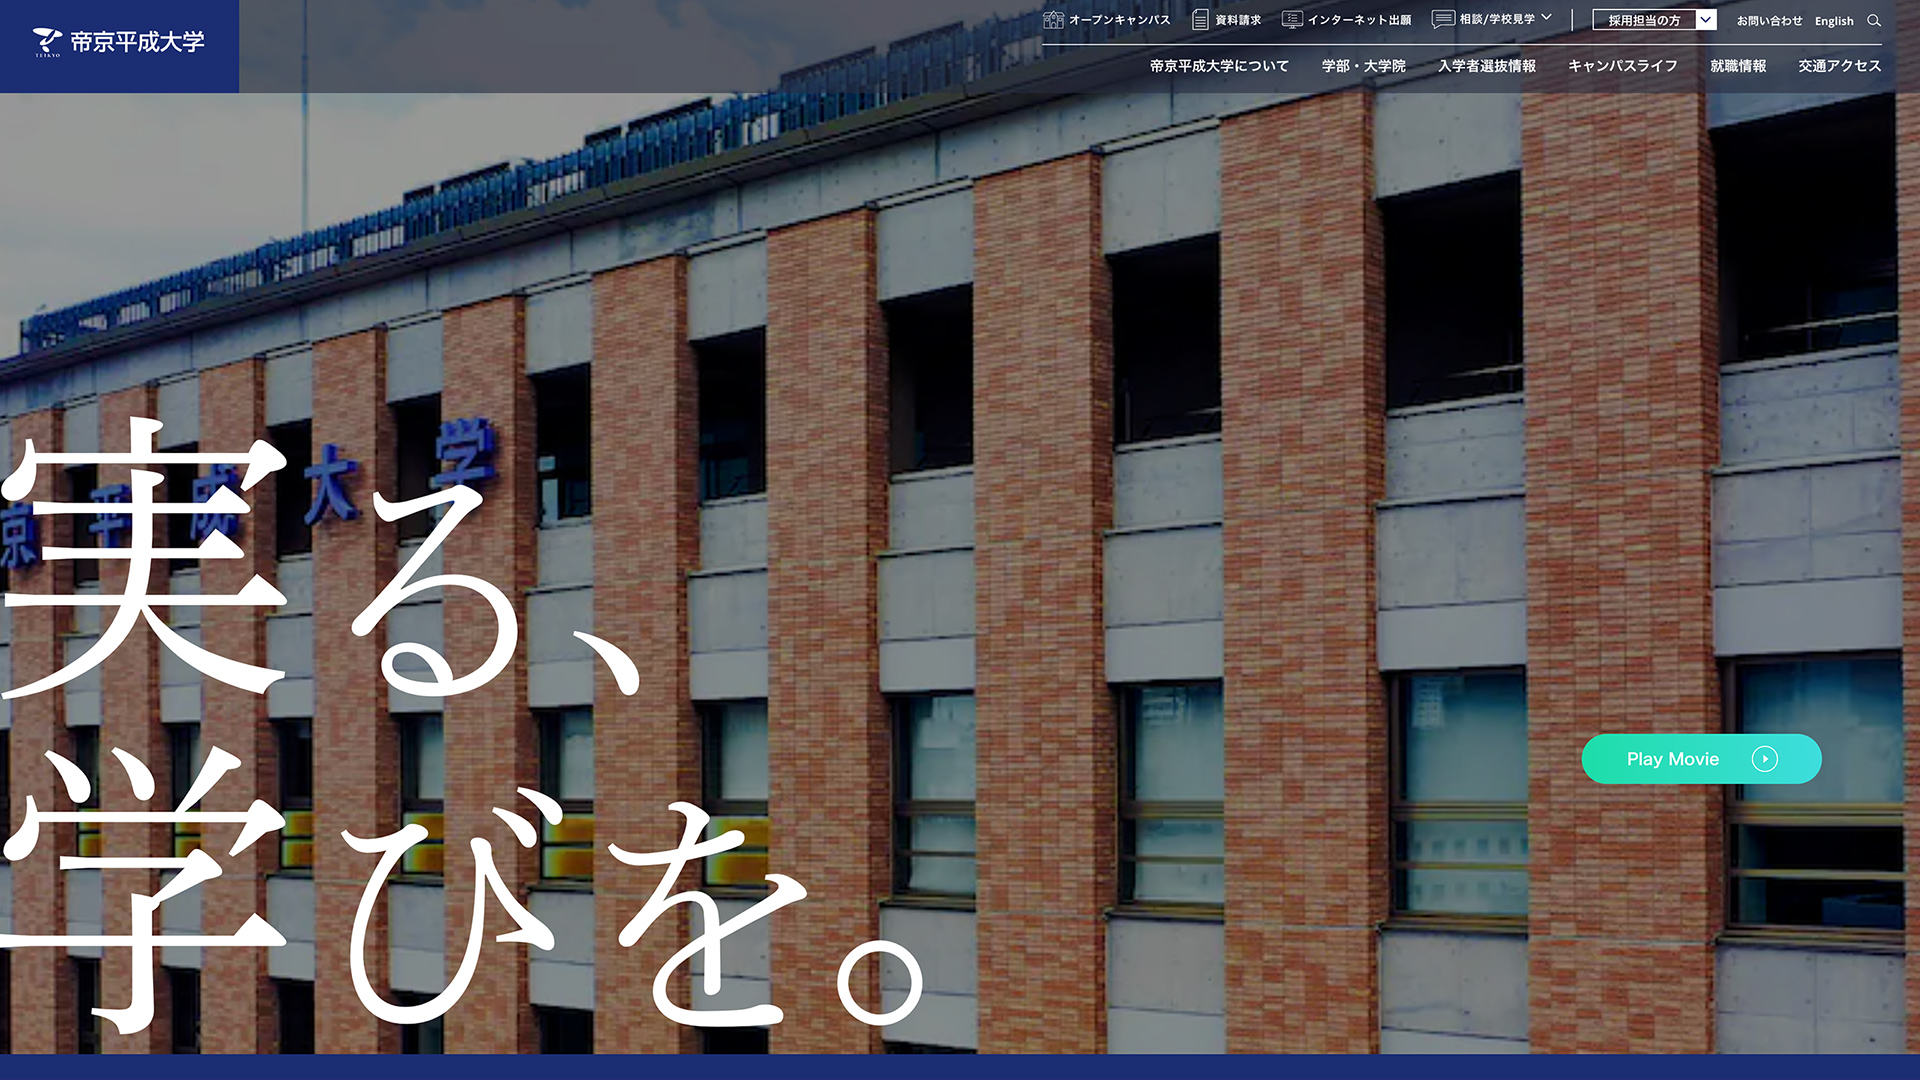 TEIKYO
帝京平成大学
オープンキャンパス
資料請求
インターネット出願
相談/学校見学
採用担当の方
お問い合わせ
English
帝京平成大学について
学部・大学院
入学者選抜情報
キャンパスライフ
就職情報
交通アクセス
京平成大学
実る、
学びを。
Play Movie